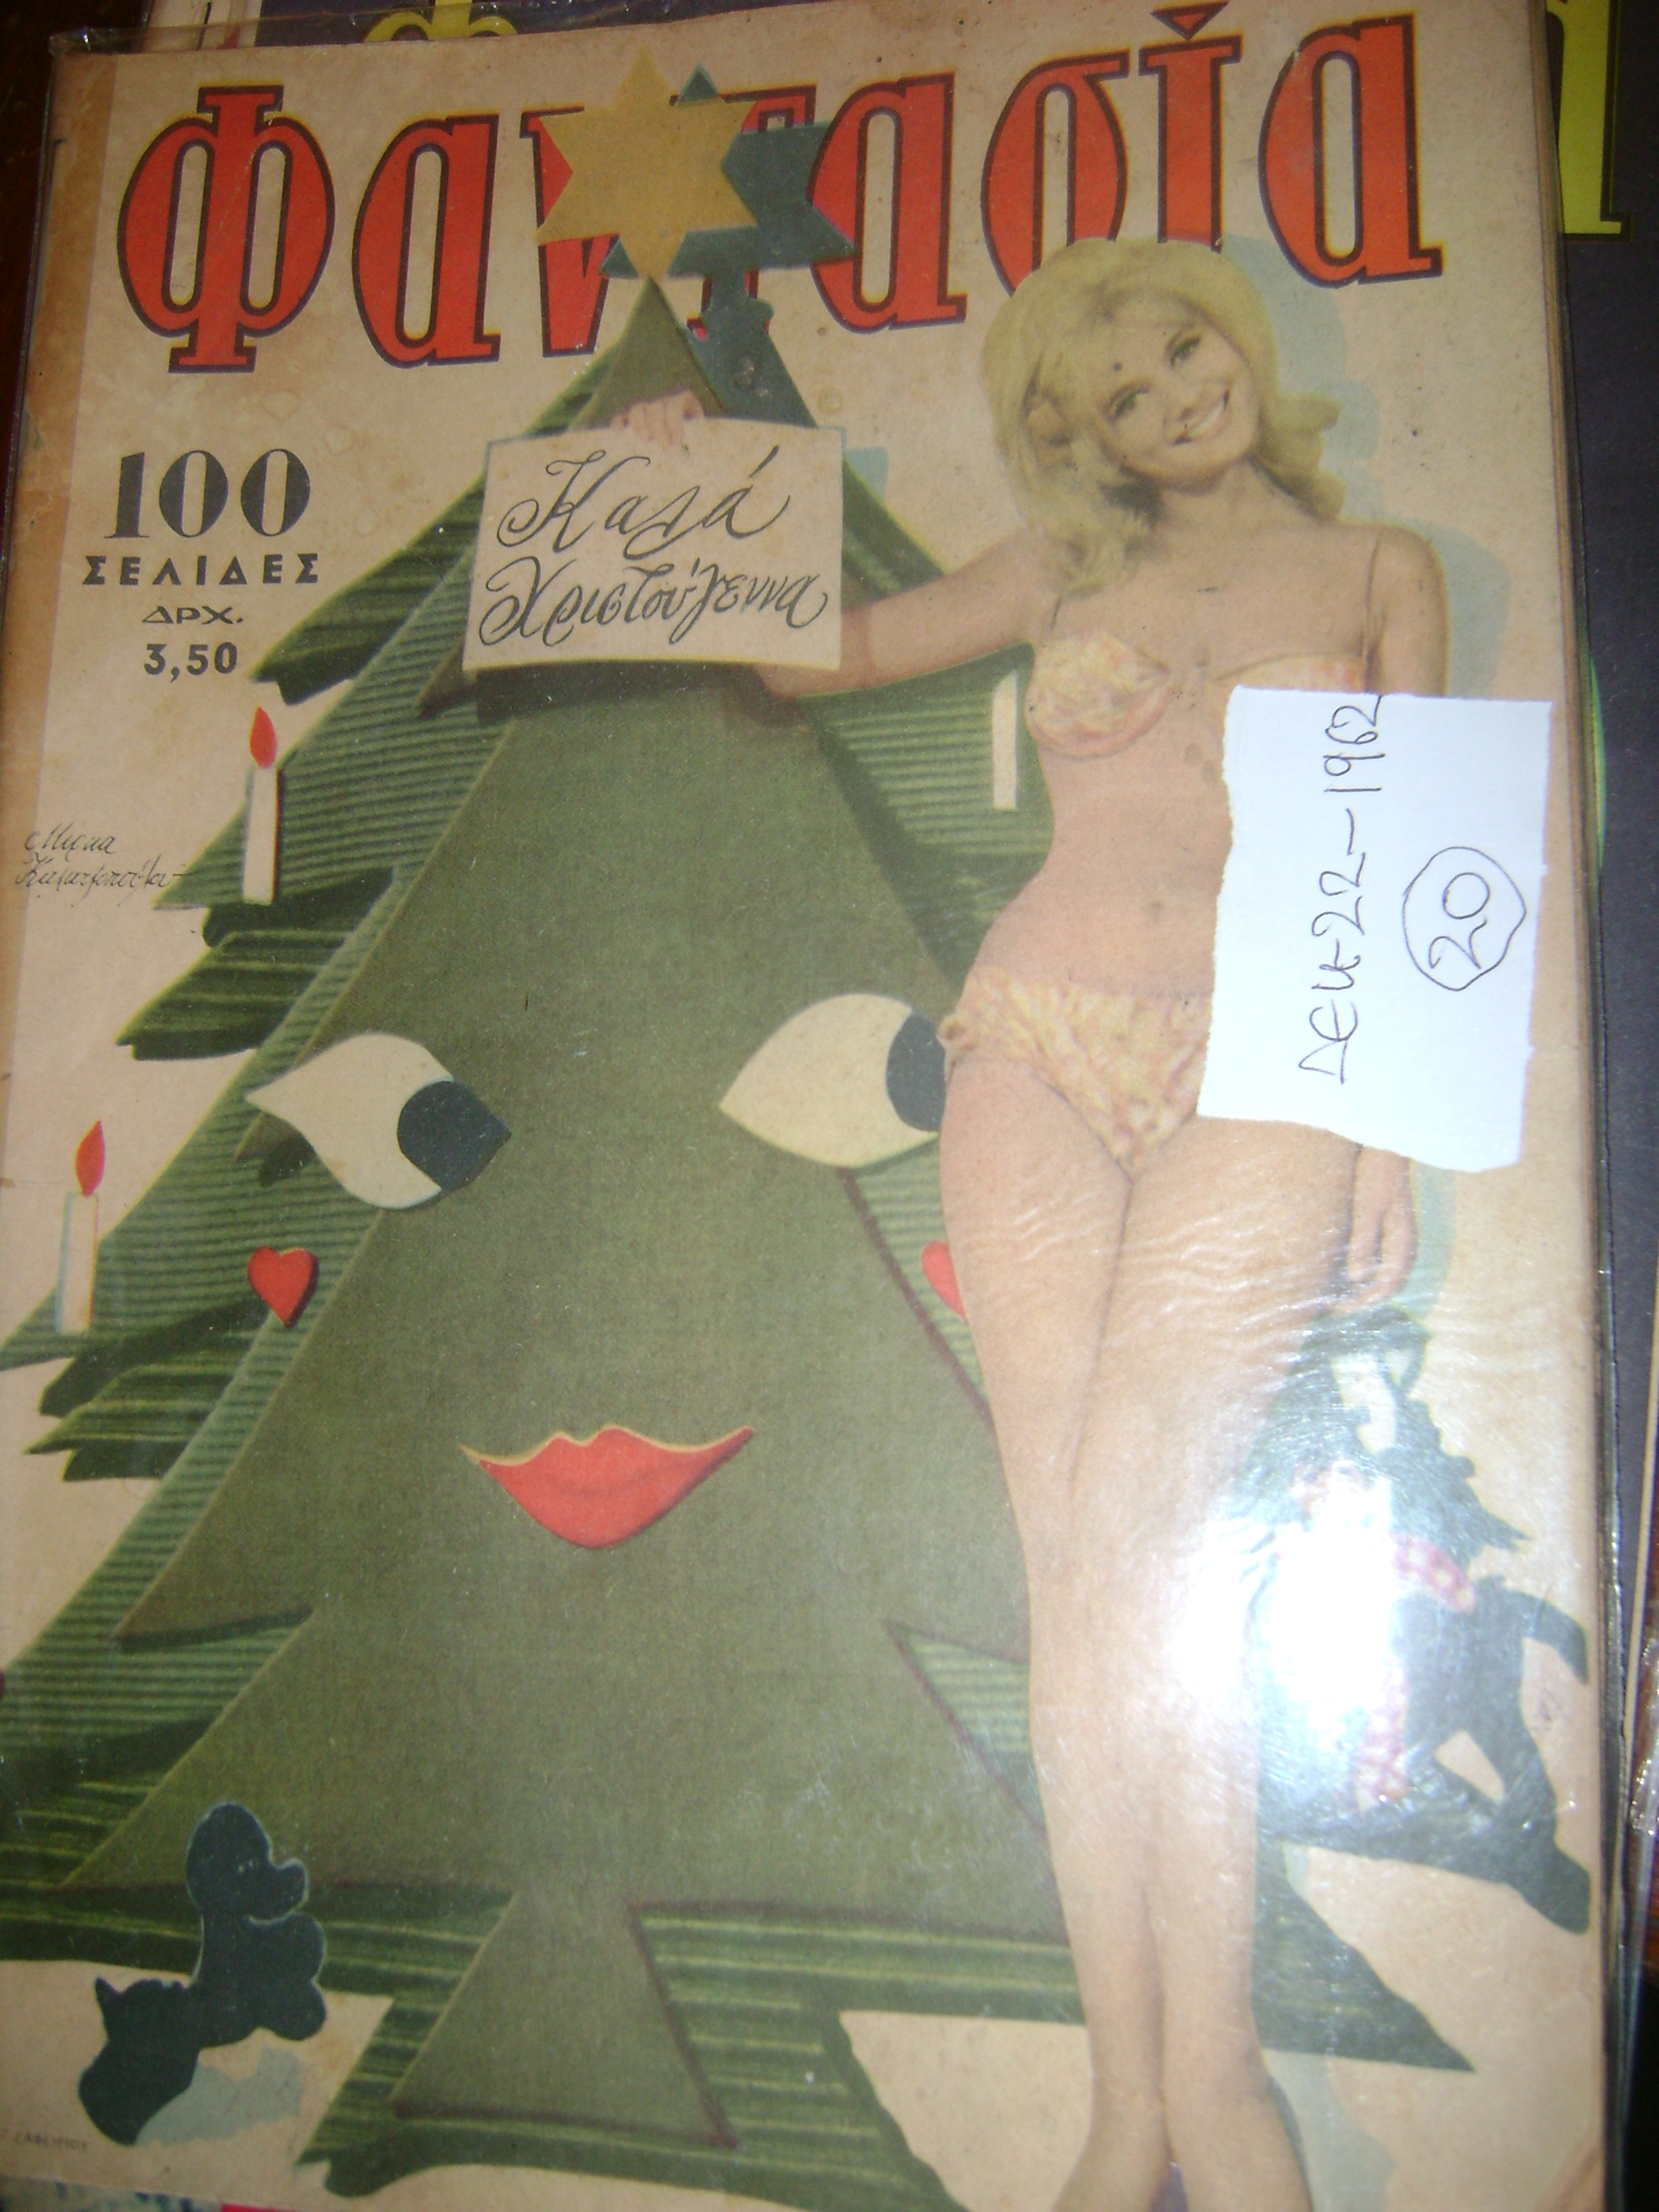 Φαντασία
100
ΣΕΛΙΔΕΣ
ΔΡΧ.
3,50
Καλά
Χριστούγεννα
ΔΕΚ-22-1962
20